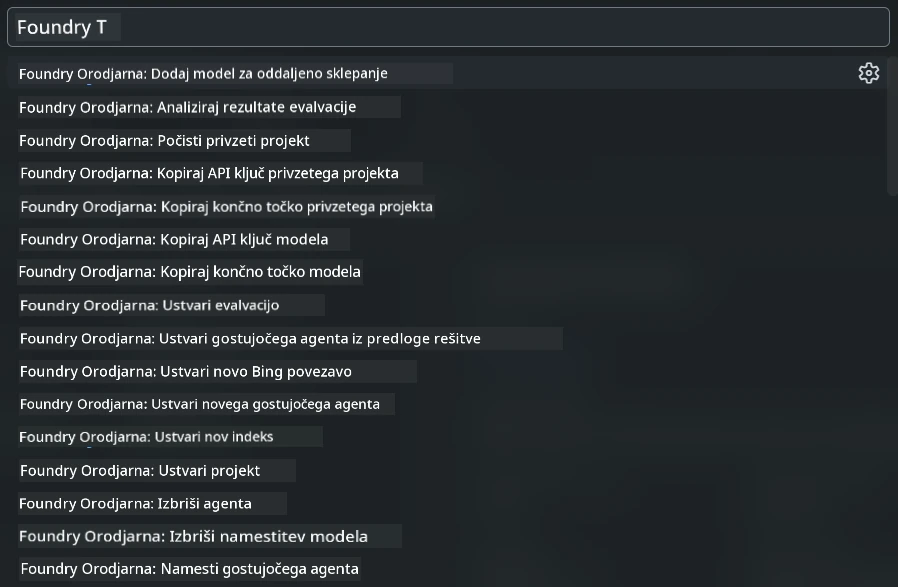 Foundry T
Foundry Orodjarna: Dodaj model za oddaljeno sklepanje
Foundry Orodjarna: Analiziraj rezultate evalvacije
Foundry Orodjarna: Počisti privzeti projekt
Foundry Orodjarna: Kopiraj API ključ privzetega projekta
Foundry Orodjarna: Kopiraj končno točko privzetega projekta
Foundry Orodjarna: Kopiraj API ključ modela
Foundry Orodjarna: Kopiraj končno točko modela
Foundry Orodjarna: Ustvari evalvacijo
Foundry Orodjarna: Ustvari gostujočega agenta iz predloge rešitve
Foundry Orodjarna: Ustvari novo Bing povezavo
Foundry Orodjarna: Ustvari novega gostujočega agenta
Foundry Orodjarna: Ustvari nov indeks
Foundry Orodjarna: Ustvari projekt
Foundry Orodjarna: Izbriši agenta
Foundry Orodjarna: Izbriši namestitev modela
Foundry Orodjarna: Namesti gostujočega agenta